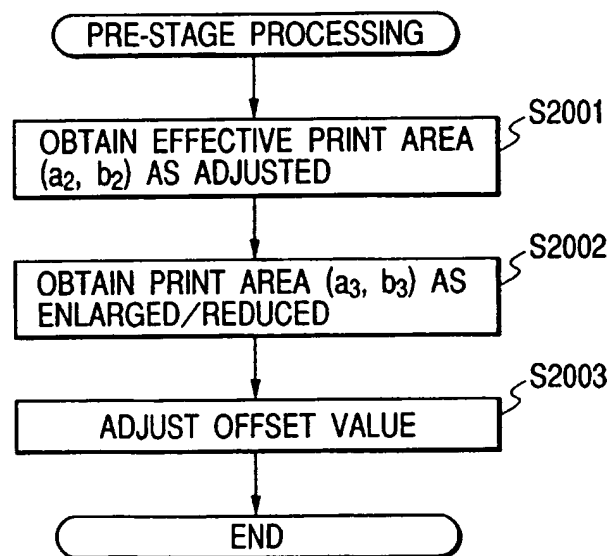 PRE-STAGE PROCESSING
S2001
OBTAIN EFFECTIVE PRINT AREA
(a2, b2) AS ADJUSTED
S2002
OBTAIN PRINT AREA (a3, b3) AS
ENLARGED/REDUCED
S2003
ADJUST OFFSET VALUE
END